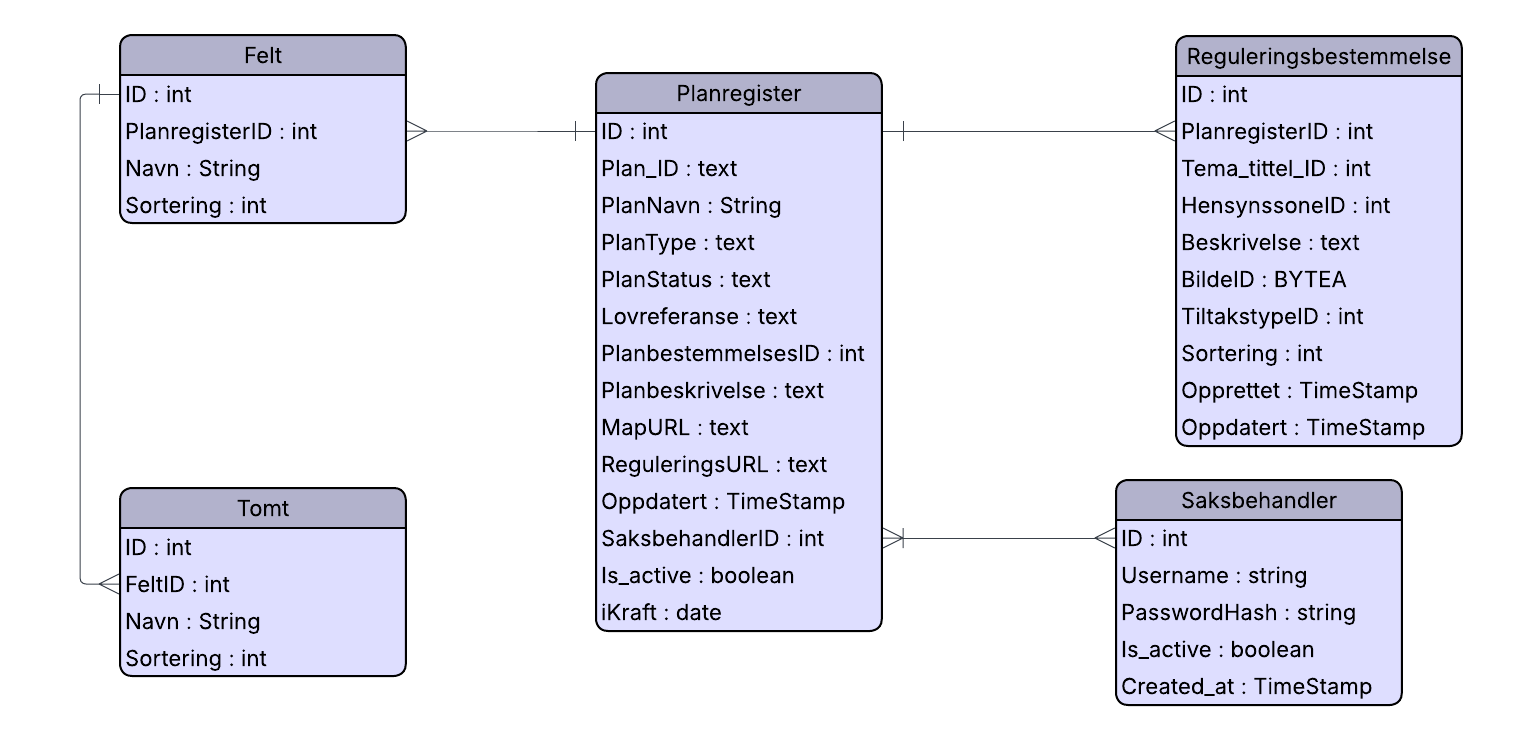 Felt
ID : int
PlanregisterID : int
Navn : String
Sortering : int
Tomt
ID : int
FeltID : int
Navn : String
Sortering : int
Planregister
ID : int
Plan_ID : text
PlanNavn : String
PlanType : text
PlanStatus : text
Lovreferanse : text
PlanbestemmelsesID : int
Planbeskrivelse : text
MapURL : text
ReguleringsURL : text
Oppdatert : TimeStamp
SaksbehandlerID : int
Is_active : boolean
iKraft : date
Reguleringsbestemmelse
ID : int
PlanregisterID : int
Tema_tittel_ID : int
HensynssoneID : int
Beskrivelse : text
BildeID : BYTEA
TiltakstypeID : int
Sortering : int
Opprettet : TimeStamp
Oppdatert : TimeStamp
Saksbehandler
ID : int
Username : string
PasswordHash : string
Is_active : boolean
Created_at : TimeStamp